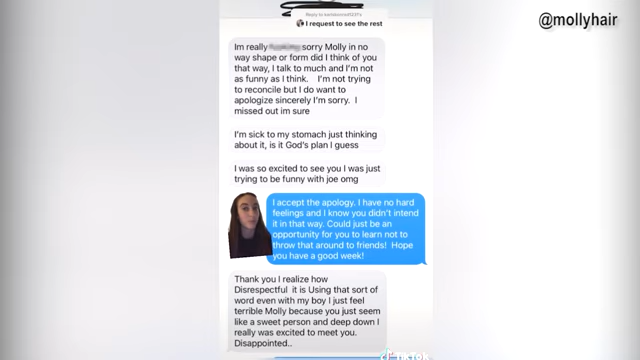 @mollyhair
I request to see the rest
Im really sorry Molly in no
way shape or form did I think of you
that way, I talk to much and I'm not
as funny as I think. I'm not trying
to reconcile but I do want to
apologize sincerely I'm sorry. I
missed out im sure
I'm sick to my stomach just thinking
about it, is it God's plan I guess
I was so excited to see you I was just
trying to be funny with joe omg
I accept the apology. I have no hard
feelings and I know you didn't intend
it in that way. Could just be an
opportunity for you to learn not to
throw that around to friends! Hope
you have a good week!
Thank you I realize how
Disrespectful it is Using that sort of
word even with my boy I just feel
terrible Molly because you just seem
like a sweet person and deep down I
really was excited to meet you.
Disappointed..
TIKTOK